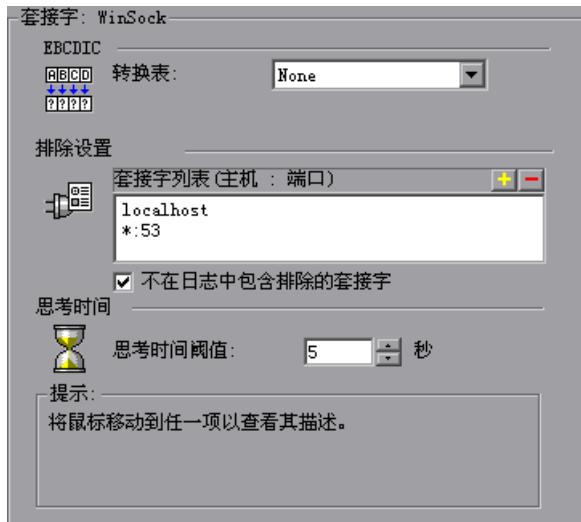 套接字: WinSock
EBCDIC
ABCD
????
转换表:
None
排除设置
套接字列表(主机 : 端口)
localhost
*:53
不在日志中包含排除的套接字
思考时间
思考时间阈值:
5
秒
提示:
将鼠标移动到任一项以查看其描述。